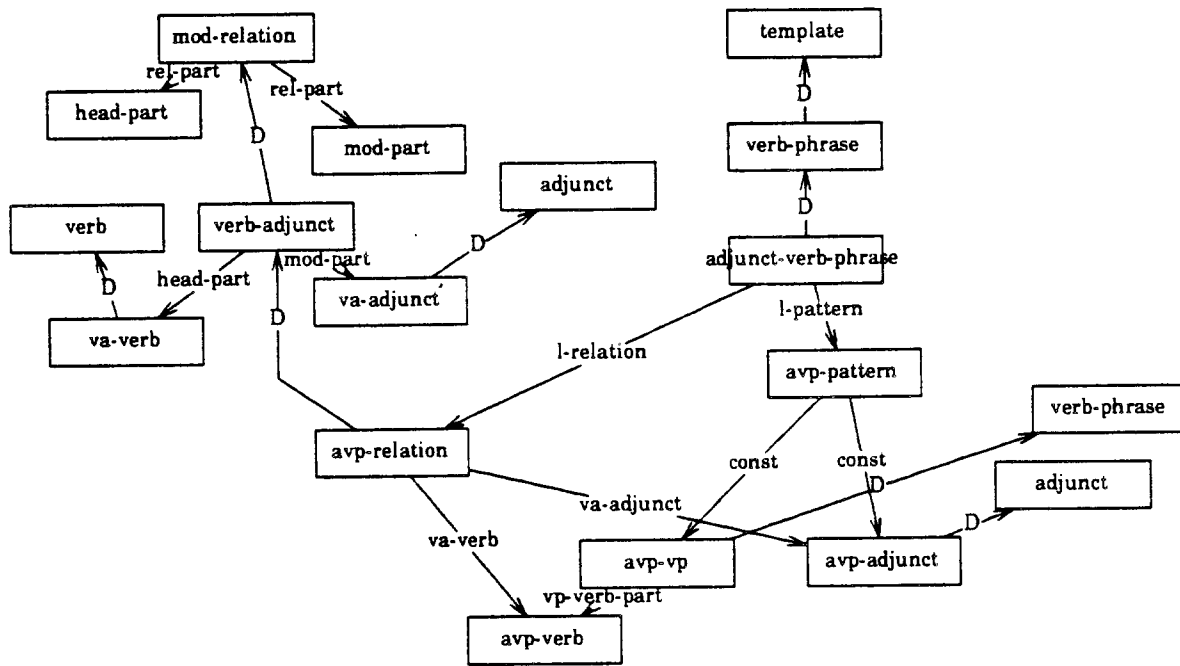 mod-relation
template
rel-part
rel-part
head-part
D
D
mod-part
verb-phrase
adjunct
D
verb
verb-adjunct
D
adjunct-verb-phrase
mod-part
head-part
D
va-adjunct
l-pattern
D
va-verb
l-relation
avp-pattern
verb-phrase
avp-relation
const
const
adjunct
D
va-adjunct
D
va-verb
avp-vp
avp-adjunct
vp-verb-part
avp-verb